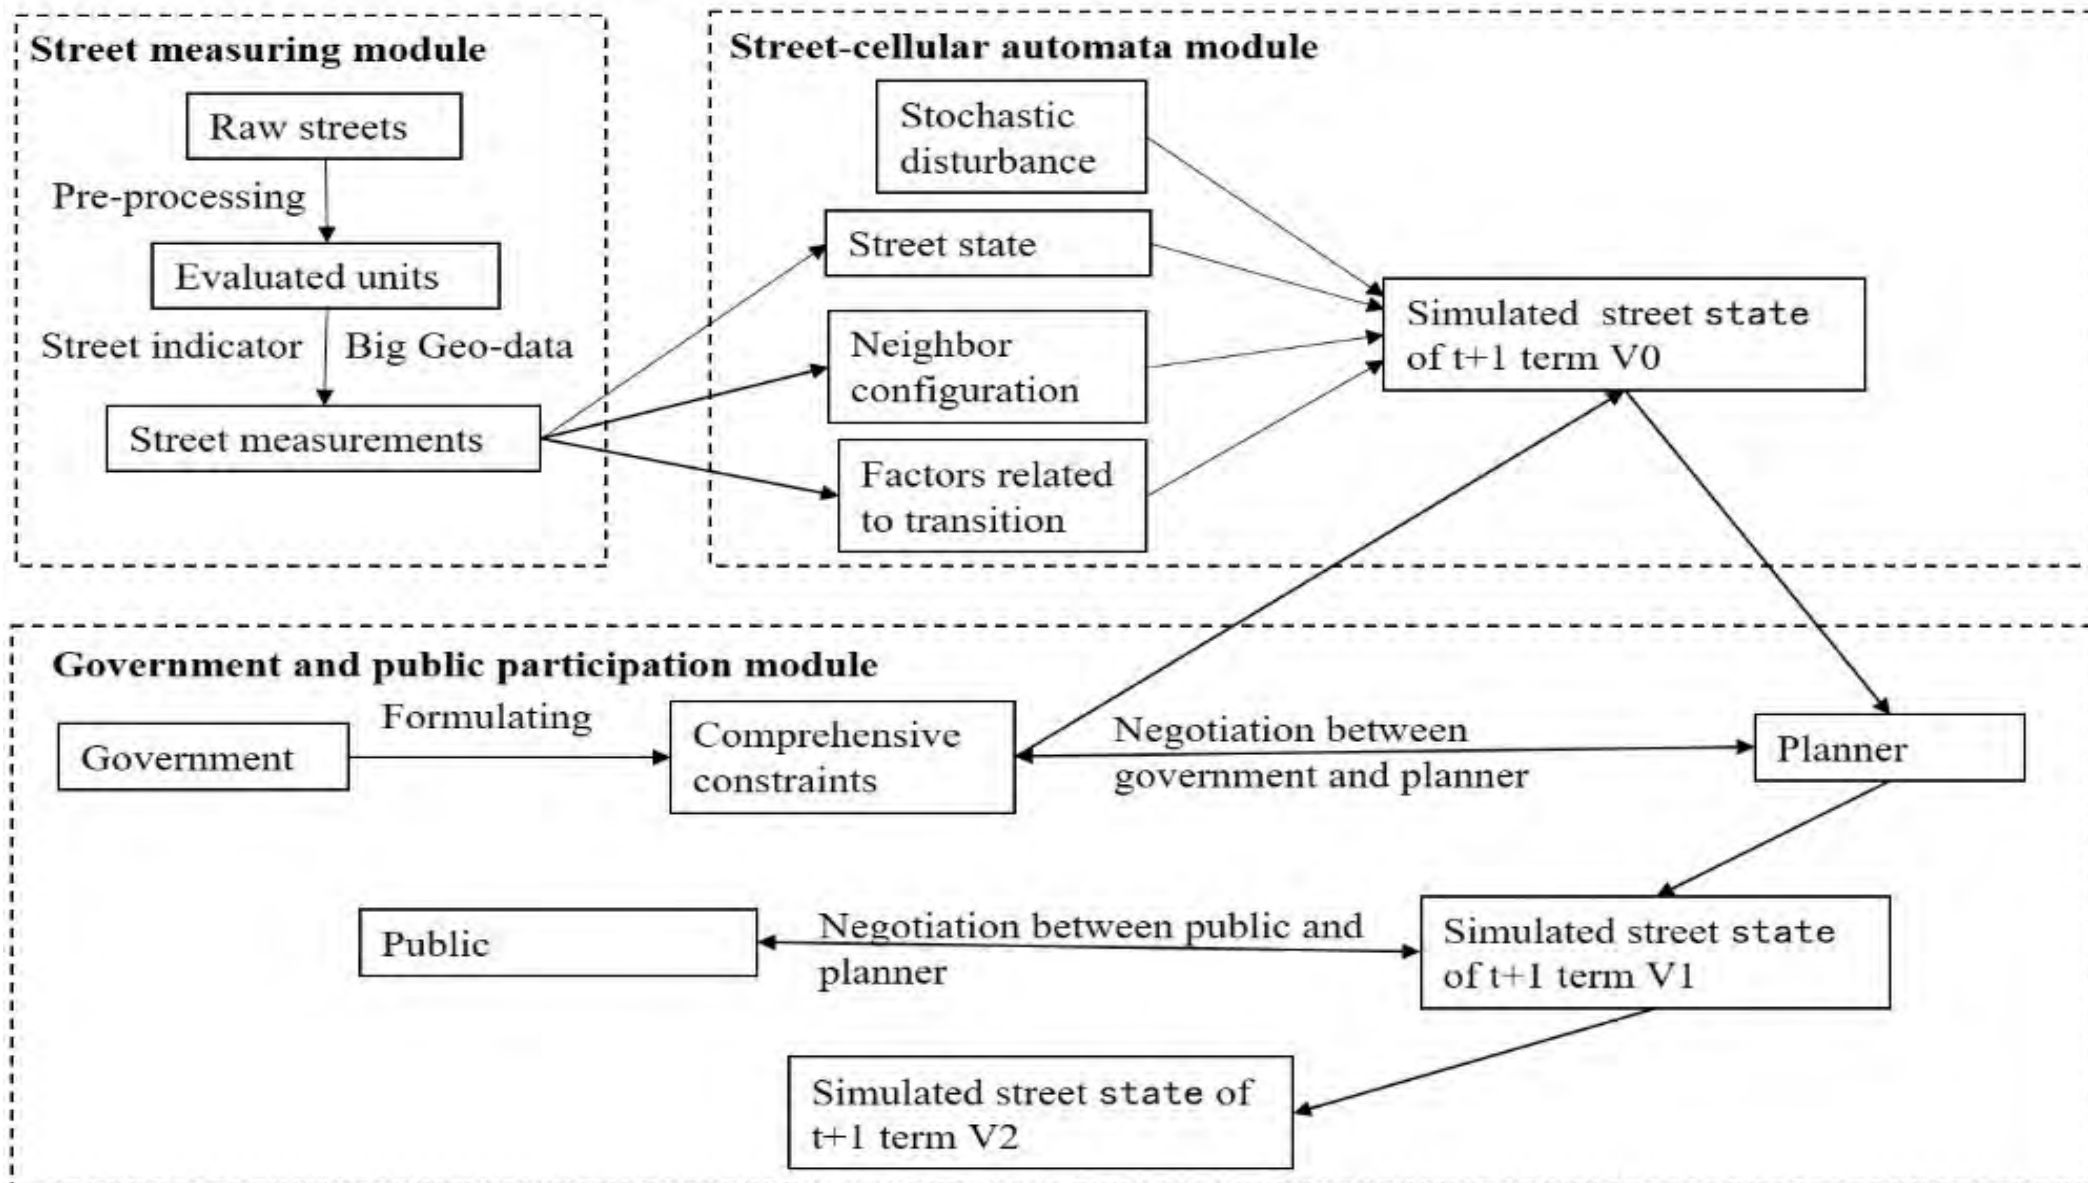 Street measuring module
Raw streets
Pre-processing
Evaluated units
Street indicator
Big Geo-data
Street measurements
Street-cellular automata module
Stochastic
disturbance
Street state
Neighbor
configuration
Factors related
to transition
Simulated street state
of t+1 term V0
Government and public participation module
Government
Formulating
Comprehensive
constraints
Negotiation between
government and planner
Planner
Public
Negotiation between public and
planner
Simulated street state
of t+1 term V1
Simulated street state of
t+1 term V2